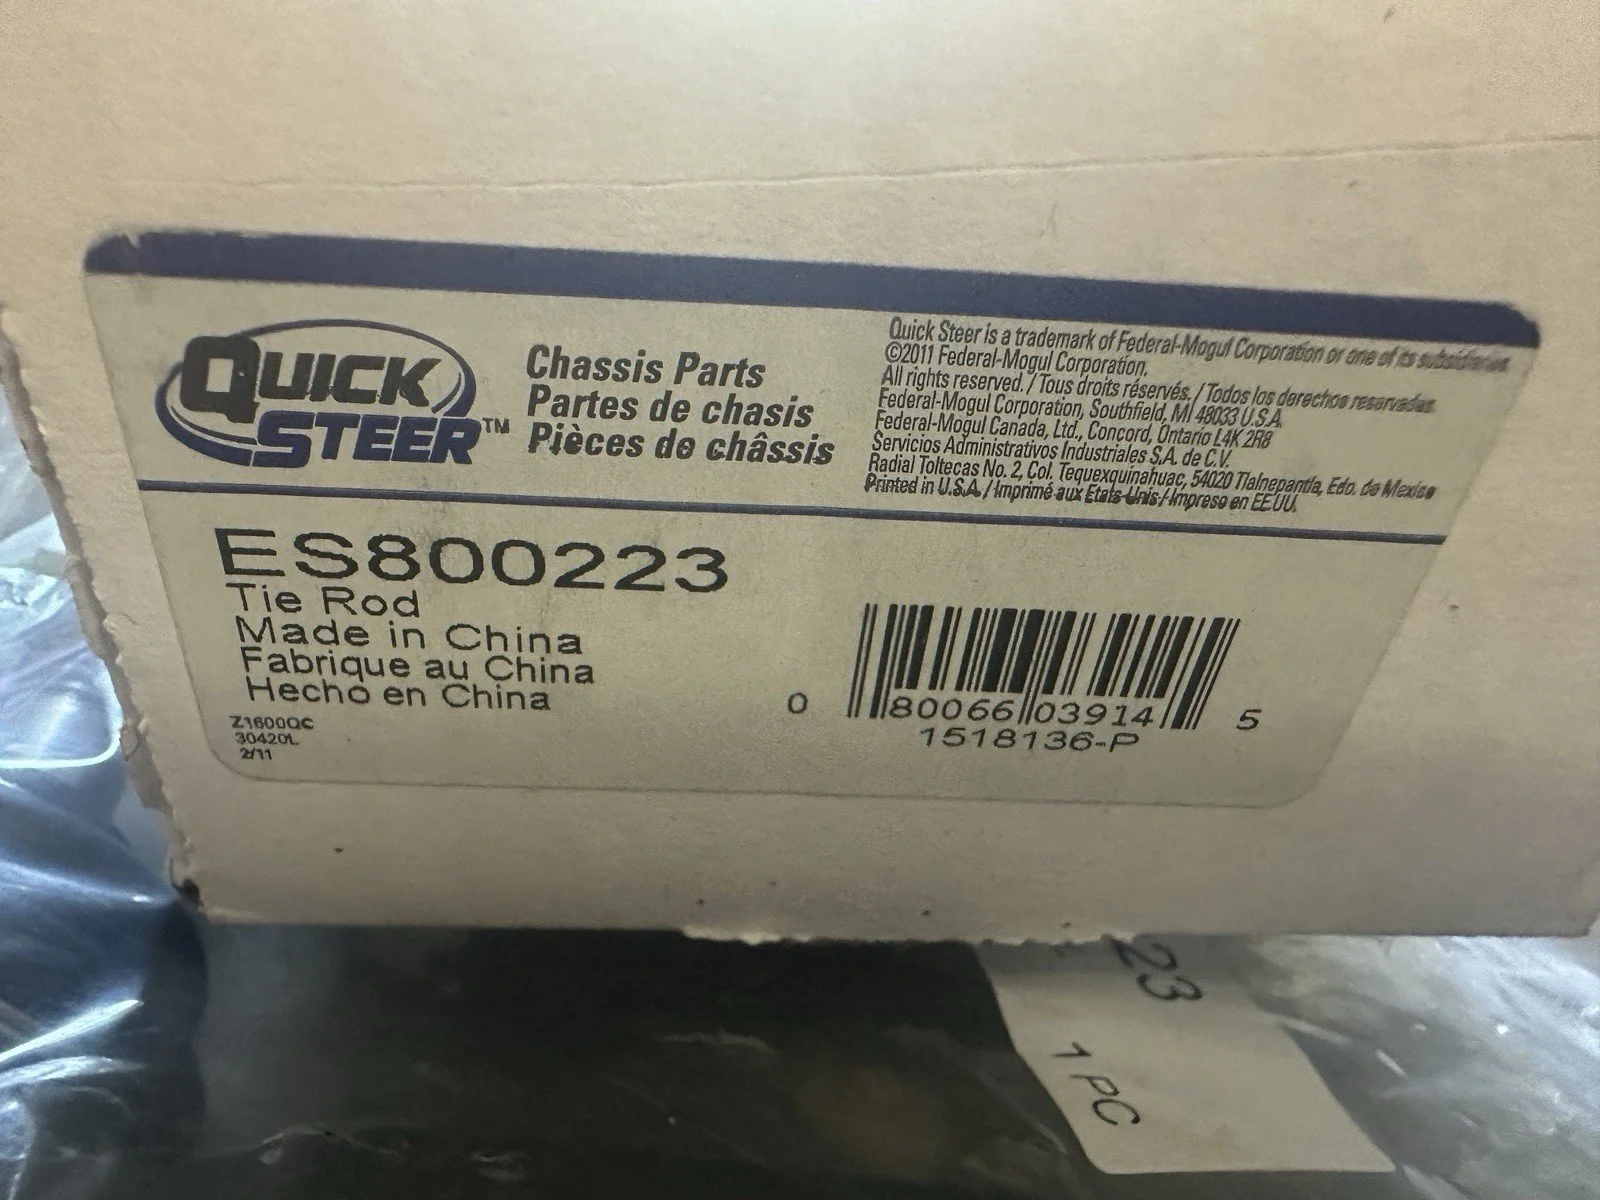 QUICK
STEER™
Chassis Parts
Partes de chasis
Pièces de châssis
Quick Steer is a trademark of Federal-Mogul Corporation or one of its subsidiaries
©2011 Federal-Mogul Corporation.
All rights reserved. / Tous droits réservés. / Todos los derechos reservados.
Federal-Mogul Corporation, Southfield, MI 48033 U.S.A.
Federal-Mogul Canada, Ltd., Concord, Ontario L4K 2R8
Servicios Administrativos Industriales S.A. de C.V.
Radial Toltecas No. 2, Col. Tequexquinahuac, 54020 Tlalnepantla, Edo. de Mexico
Printed in U.S.A. / Imprimé aux Etats-Unis / Impreso en EE.UU.
ES800223
Tie Rod
Made in China
Fabrique au China
Hecho en China
Z1600QC
30420L
2/11
0 80066 03914 5
1518136-P
23
1 PC